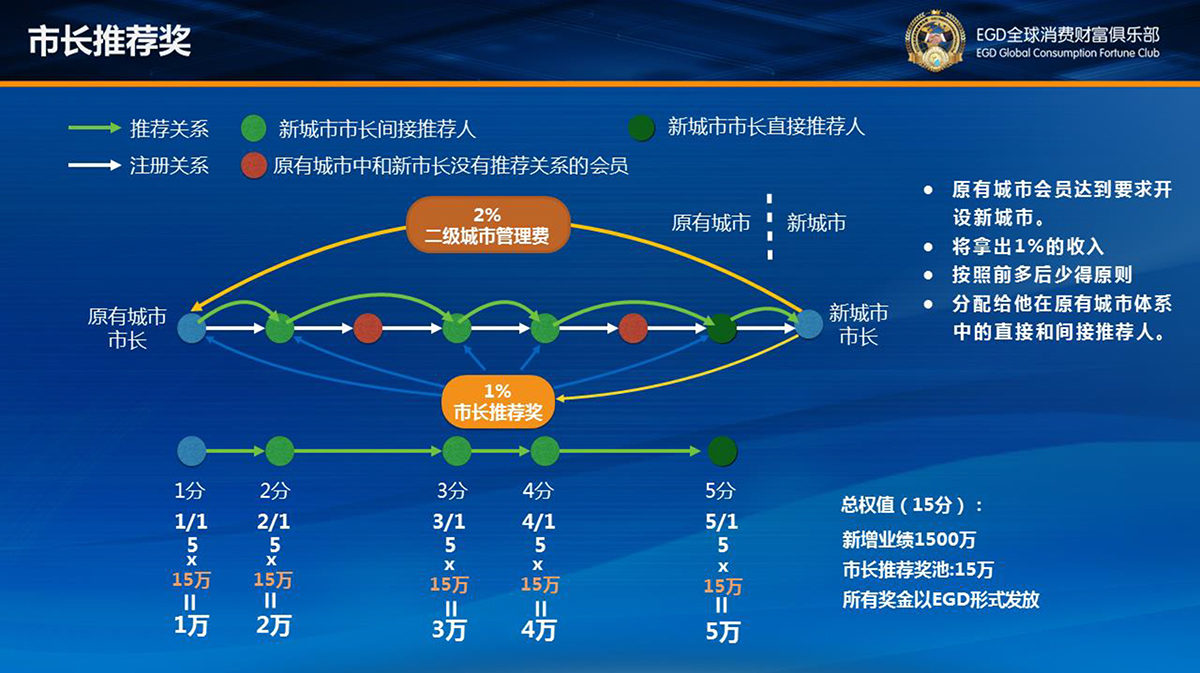 市长推荐奖
EGD全球消费财富俱乐部
EGD Global Consumption Fortune Club
推荐关系
新城市市长间接推荐人
新城市市长直接推荐人
注册关系
原有城市中和新市长没有推荐关系的会员
2%
二级城市管理费
原有城市
新城市
原有城市
市长
新城市
市长
1%
市长推荐奖
● 原有城市会员达到要求开
设新城市。
● 将拿出1%的收入
● 按照前多后少得原则
● 分配给他在原有城市体系
中的直接和间接推荐人。
1分 2分 3分 4分 5分
1/1 2/1 3/1 4/1 5/1
5 5 5 5 5
x x x x x
15万 15万 15万 15万 15万
= = = = =
1万 2万 3万 4万 5万
总权值（15分）：
新增业绩1500万
市长推荐奖池:15万
所有奖金以EGD形式发放